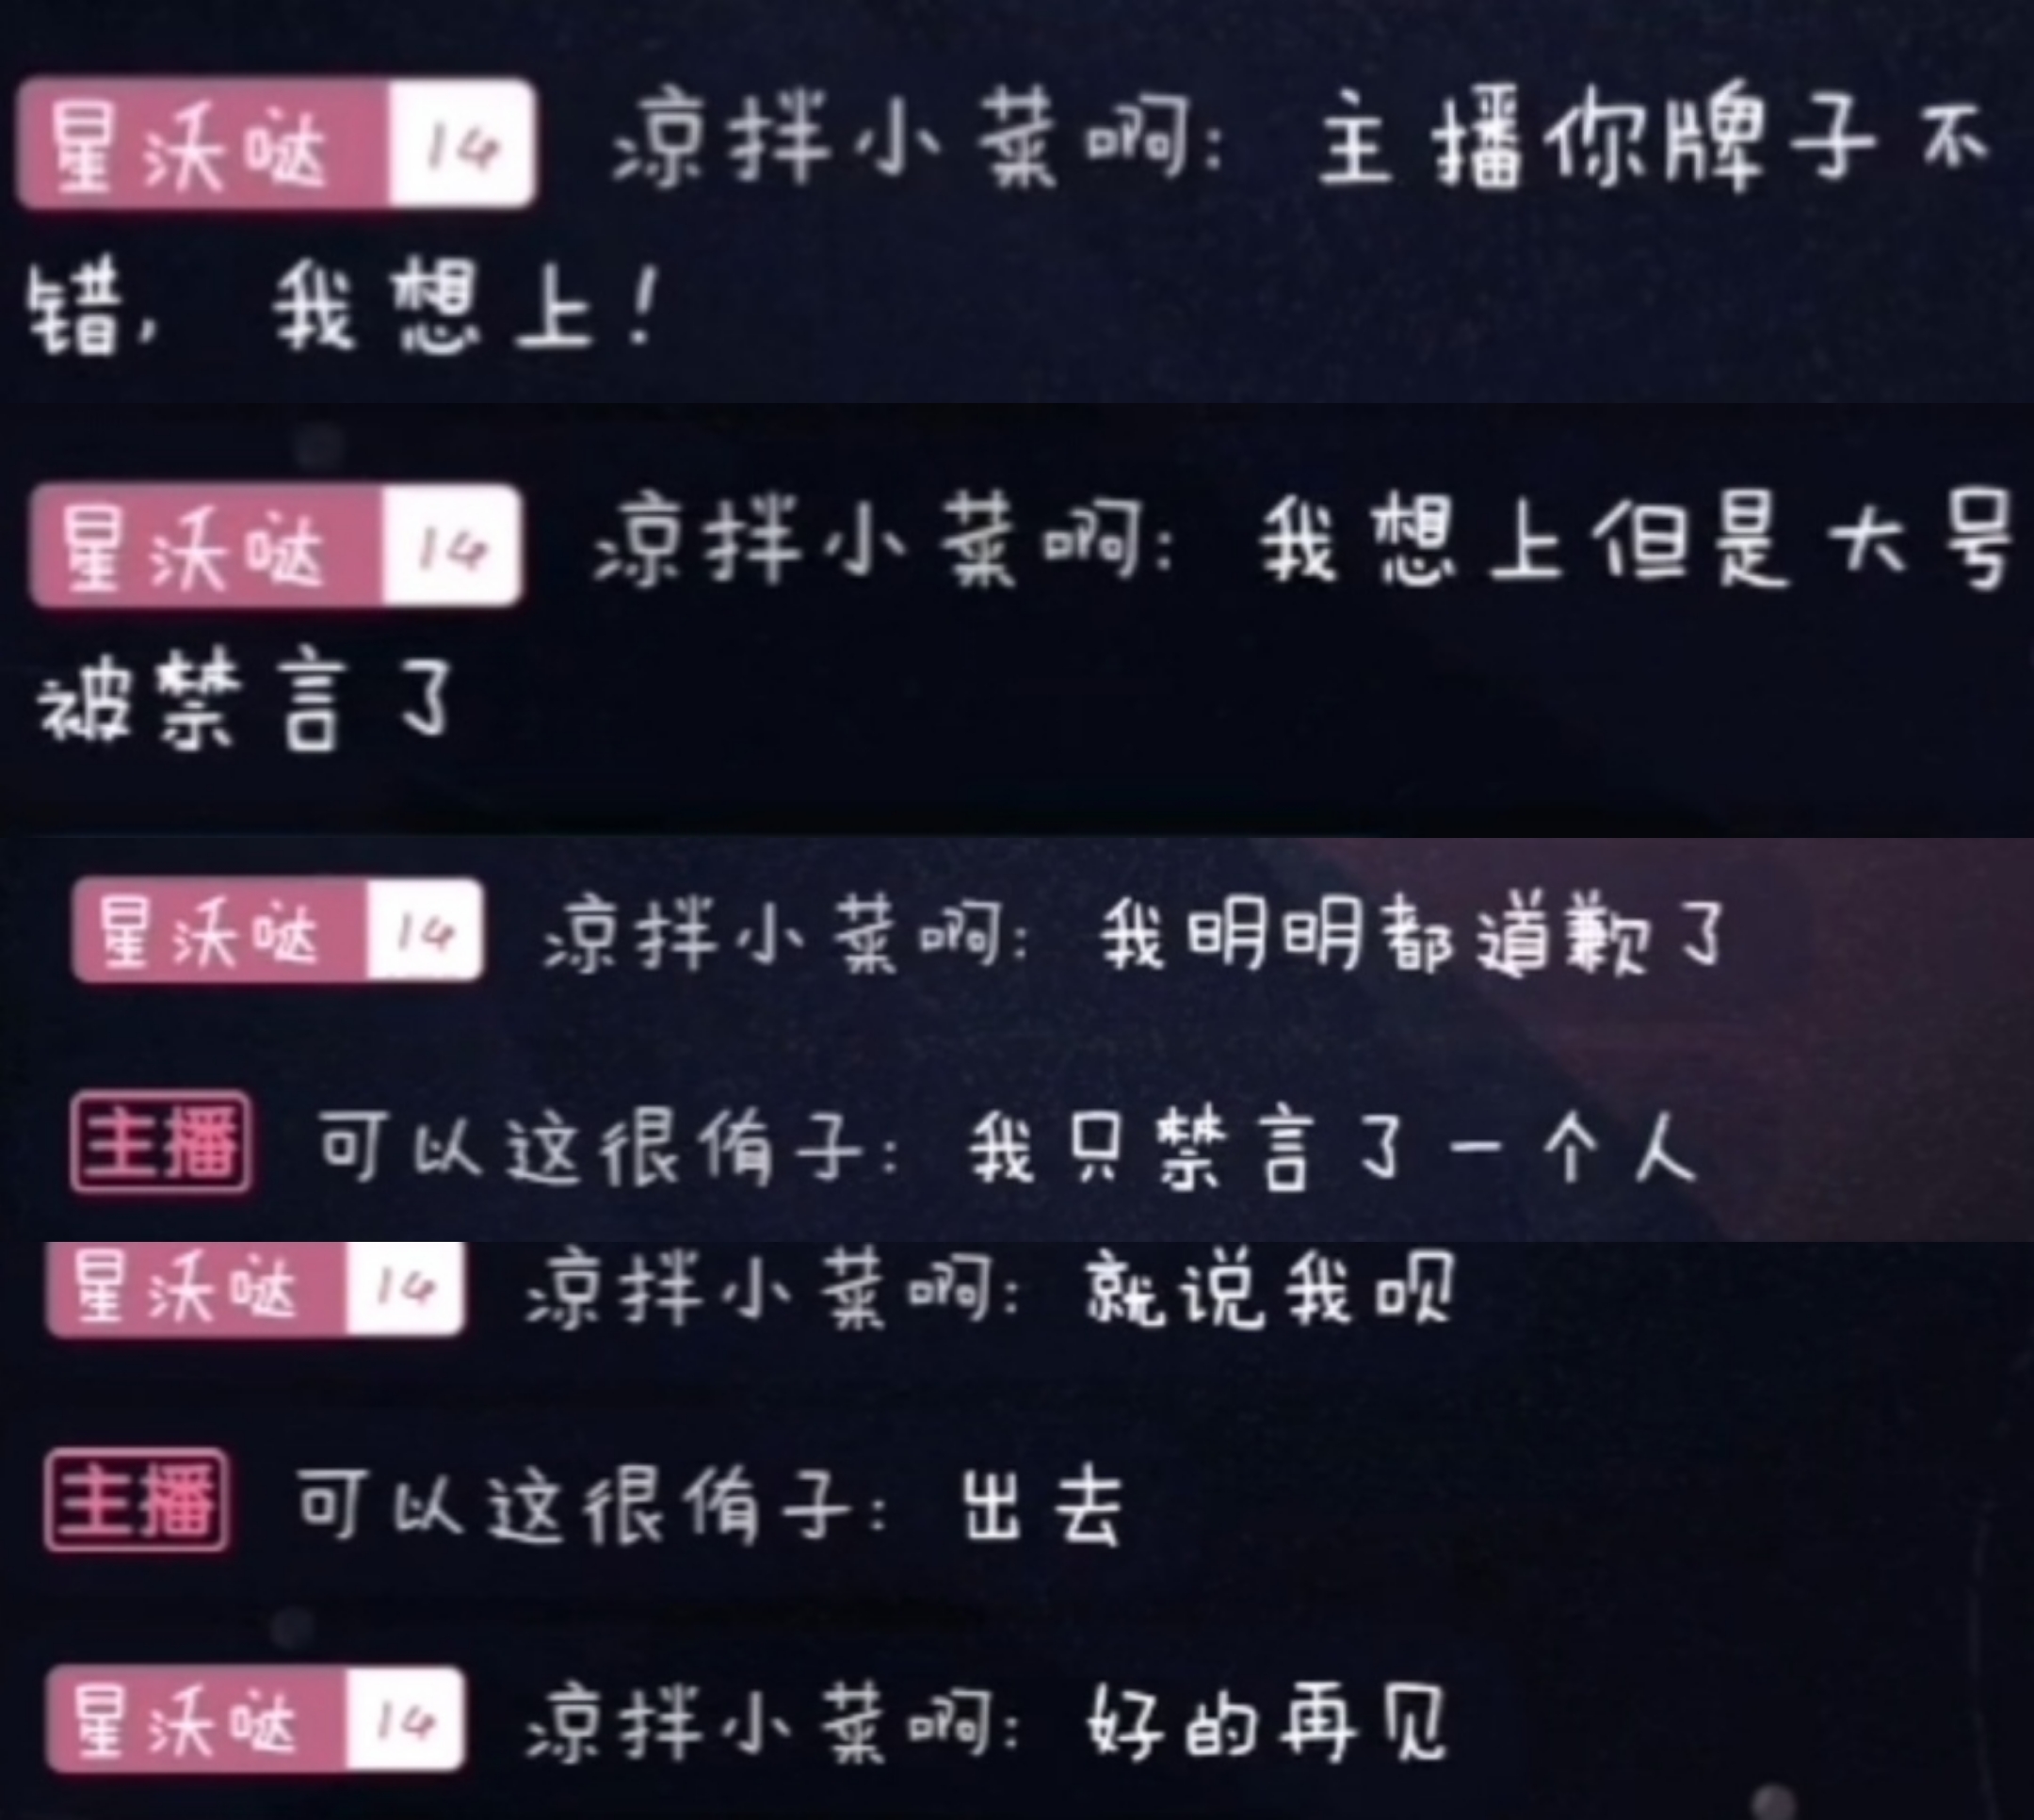 星沃哒 14 凉拌小菜啊: 主播你牌子不
错, 我想上!
星沃哒 14 凉拌小菜啊: 我想上但是大号
被禁言了
星沃哒 14 凉拌小菜啊: 我明明都道歉了
主播 可以这很侑子: 我只禁言了一个人
星沃哒 14 凉拌小菜啊: 就说我呗
主播 可以这很侑子: 出去
星沃哒 14 凉拌小菜啊: 好的再见